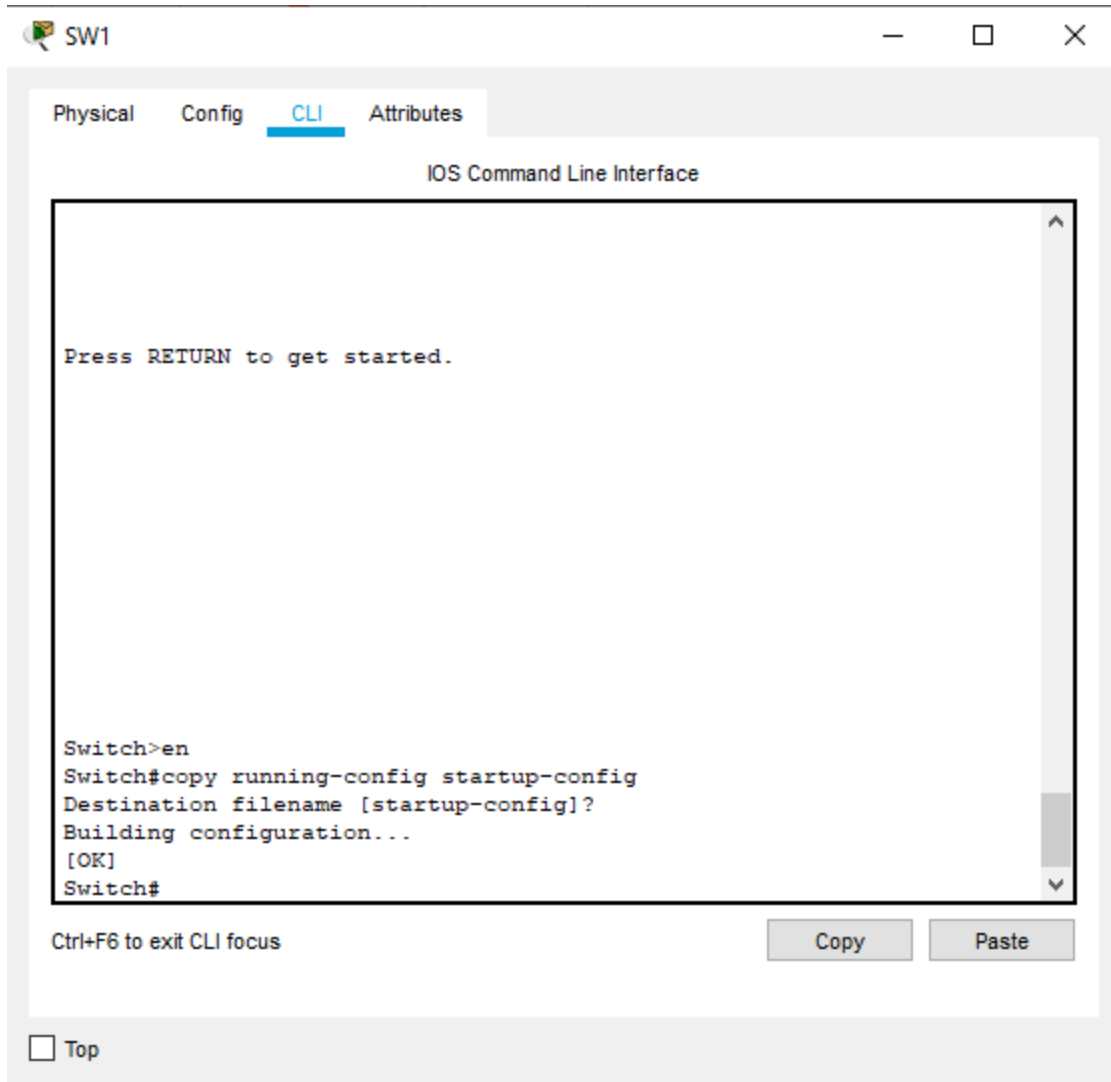 SW1
Physical Config CLI Attributes
IOS Command Line Interface
Press RETURN to get started.
Switch>en
Switch#copy running-config startup-config
Destination filename [startup-config]?
Building configuration...
[OK]
Switch#
Ctrl+F6 to exit CLI focus
Copy Paste
Top